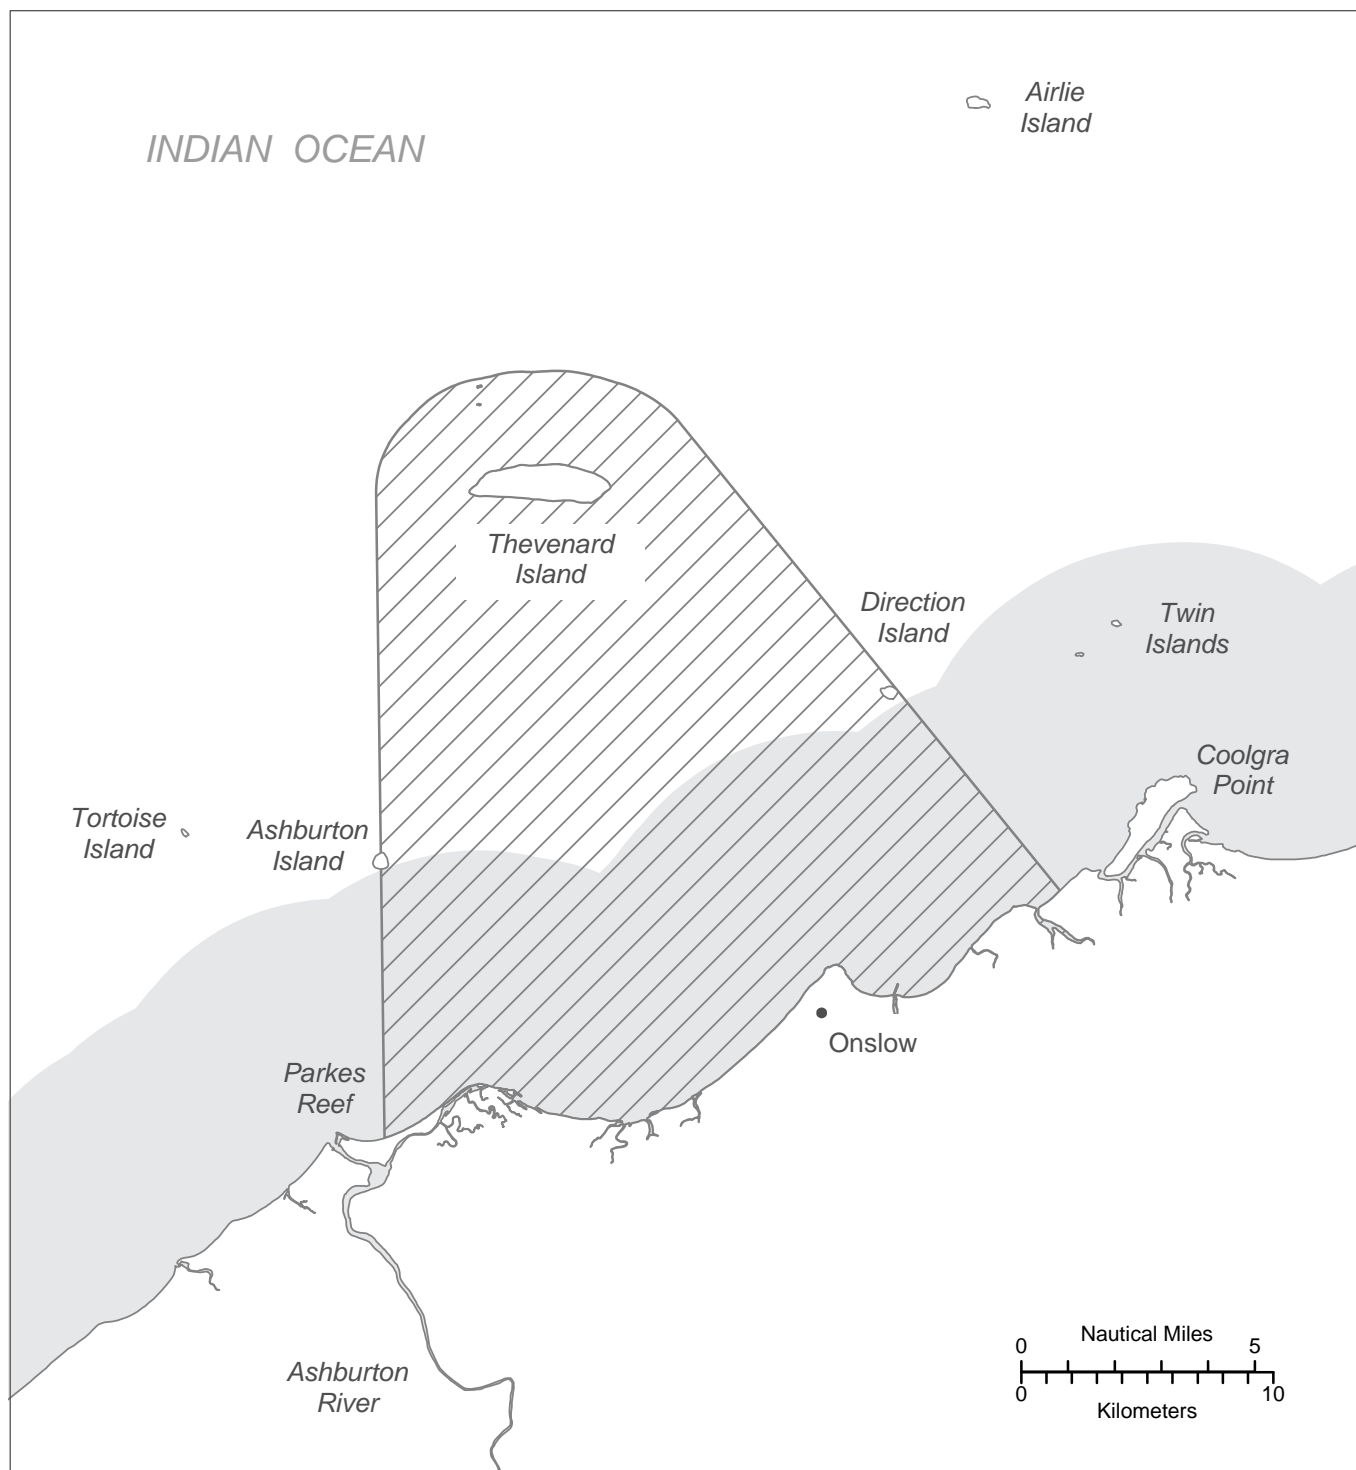 Airlie
Island
INDIAN OCEAN
Thevenard
Island
Direction
Island
Twin
Islands
Coolgra
Point
Tortoise
Island
Ashburton
Island
Onslow
Parkes
Reef
Ashburton
River
Nautical Miles
0 5
0 10
Kilometers